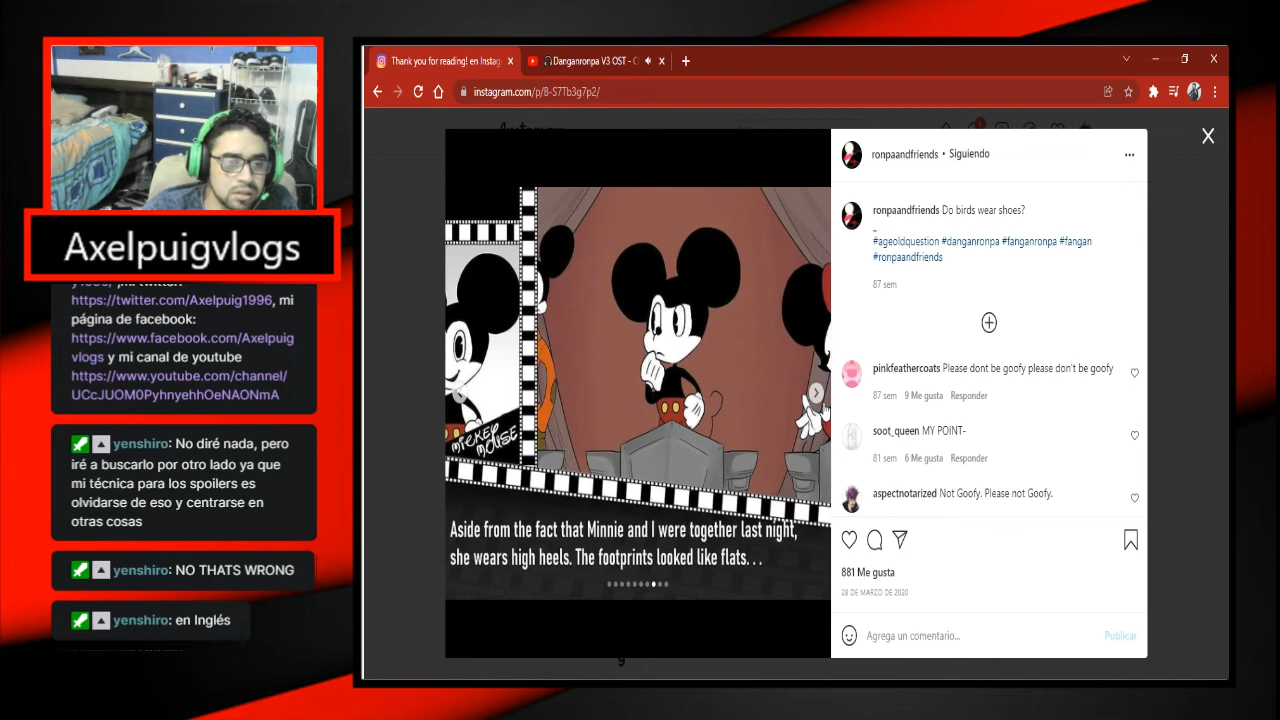 Axelpuigvlogs
https://twitter.com/Axelpuig1996, mi
página de facebook:
https://www.facebook.com/Axelpuig
vlogs y mi canal de youtube
https://www.youtube.com/channel/
UCcJUOM0PyhnyehhOeNAONmA
yenshiro: No diré nada, pero
iré a buscarlo por otro lado ya que
mi técnica para los spoilers es
olvidarse de eso y centrarse en
otras cosas
yenshiro: NO THATS WRONG
yenshiro: en Inglés
Thank you for reading! en Instag
Danganronpa V3 OST - C
instagram.com/p/B-S7Tb3g7p2/
MICKEY
MOUSE
Aside from the fact that Minnie and I were together last night,
she wears high heels. The footprints looked like flats. . .
ronpaandfriends • Siguiendo
ronpaandfriends Do birds wear shoes?
_
#ageoldquestion #danganronpa #fanganronpa #fangan
#ronpaandfriends
87 sem
pinkfeathercoats Please dont be goofy please don't be goofy
87 sem 9 Me gusta Responder
soot_queen MY POINT-
81 sem 6 Me gusta Responder
aspectnotarized Not Goofy. Please not Goofy.
881 Me gusta
28 DE MARZO DE 2020
Agrega un comentario...
Publicar